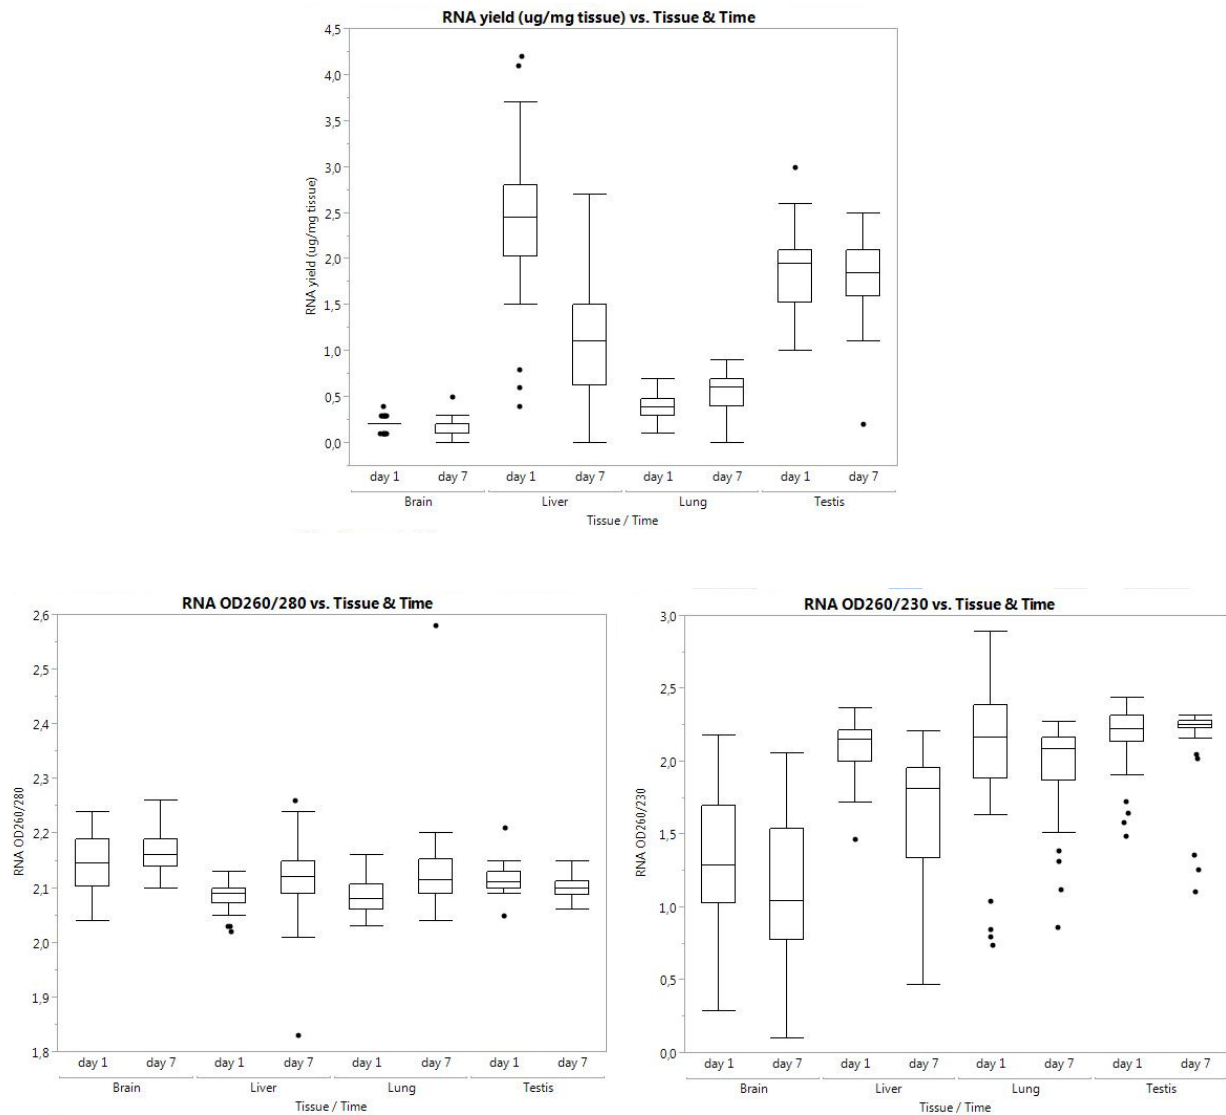 RNA yield (ug/mg tissue) vs. Tissue & Time
RNA yield (ug/mg tissue)
4,5
4,0
3,5
3,0
2,5
2,0
1,5
1,0
0,5
0,0
day 1 day 7 day 1 day 7 day 1 day 7 day 1 day 7
Brain Liver Lung Testis
Tissue / Time
RNA OD260/280 vs. Tissue & Time
RNA OD260/280
2,6
2,5
2,4
2,3
2,2
2,1
2,0
1,9
1,8
day 1 day 7 day 1 day 7 day 1 day 7 day 1 day 7
Brain Liver Lung Testis
Tissue / Time
RNA OD260/230 vs. Tissue & Time
RNA OD260/230
3,0
2,5
2,0
1,5
1,0
0,5
0,0
day 1 day 7 day 1 day 7 day 1 day 7 day 1 day 7
Brain Liver Lung Testis
Tissue / Time